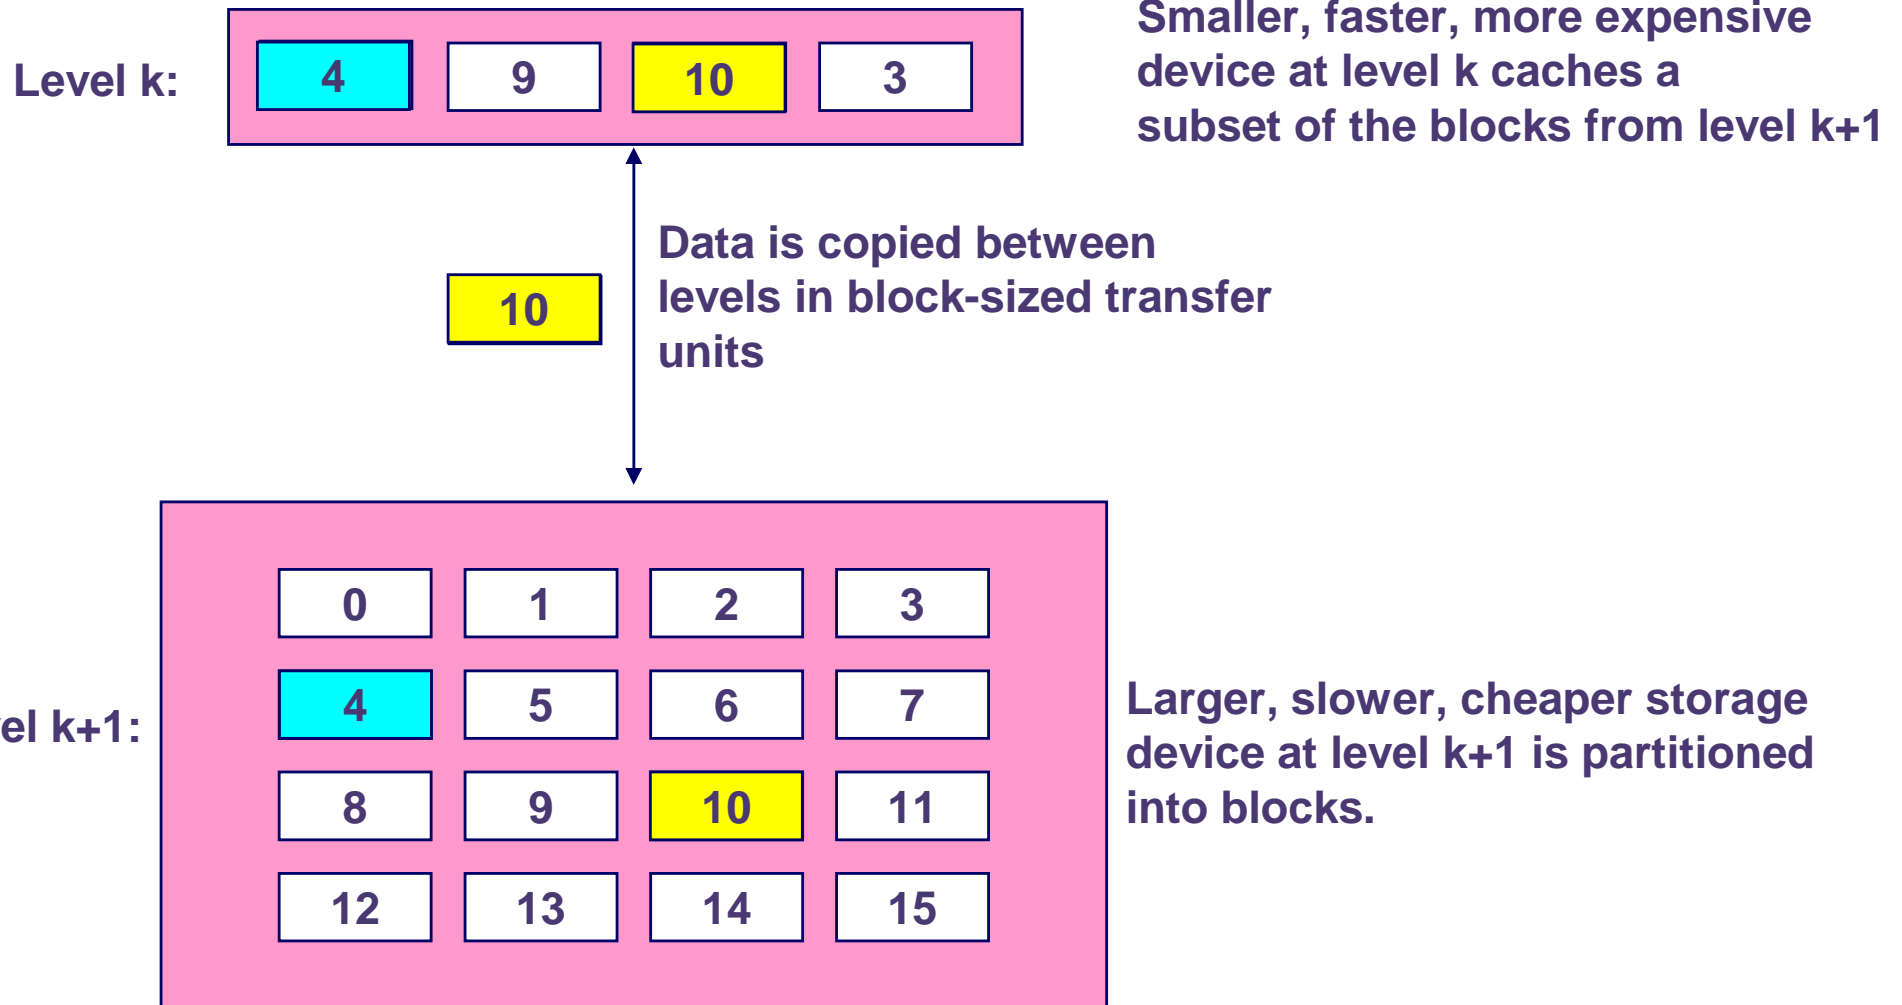 Smaller, faster, more expensive
device at level k caches a
subset of the blocks from level k+1
Level k:
4 9 10 3
Data is copied between
levels in block-sized transfer
units
10
0 1 2 3
4 5 6 7
8 9 10 11
12 13 14 15
el k+1:
Larger, slower, cheaper storage
device at level k+1 is partitioned
into blocks.